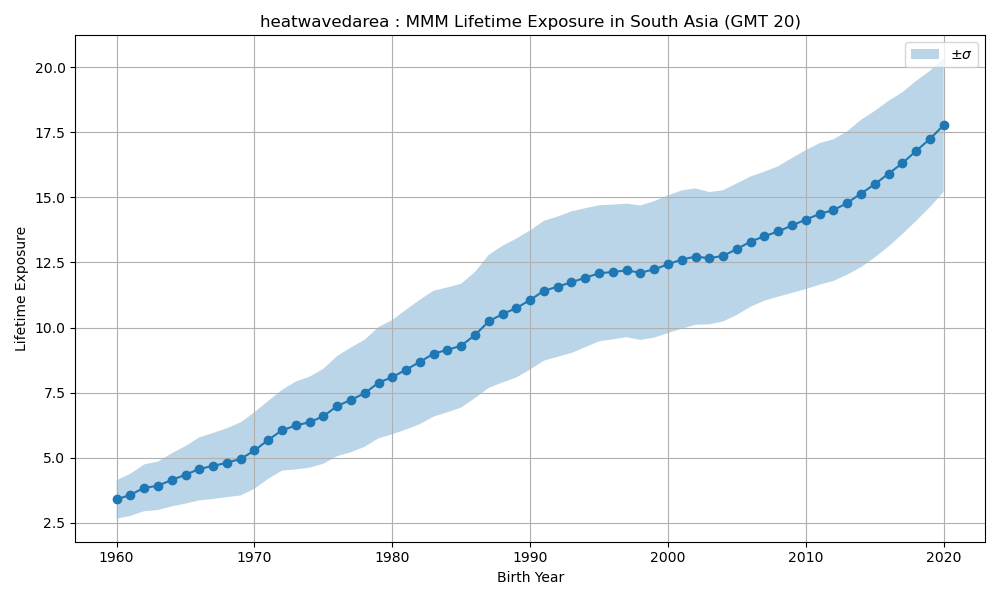 heatwavedarea : MMM Lifetime Exposure in South Asia (GMT 20)
±σ
20.0
17.5
15.0
12.5
10.0
7.5
5.0
2.5
Lifetime Exposure
1960 1970 1980 1990 2000 2010 2020
Birth Year